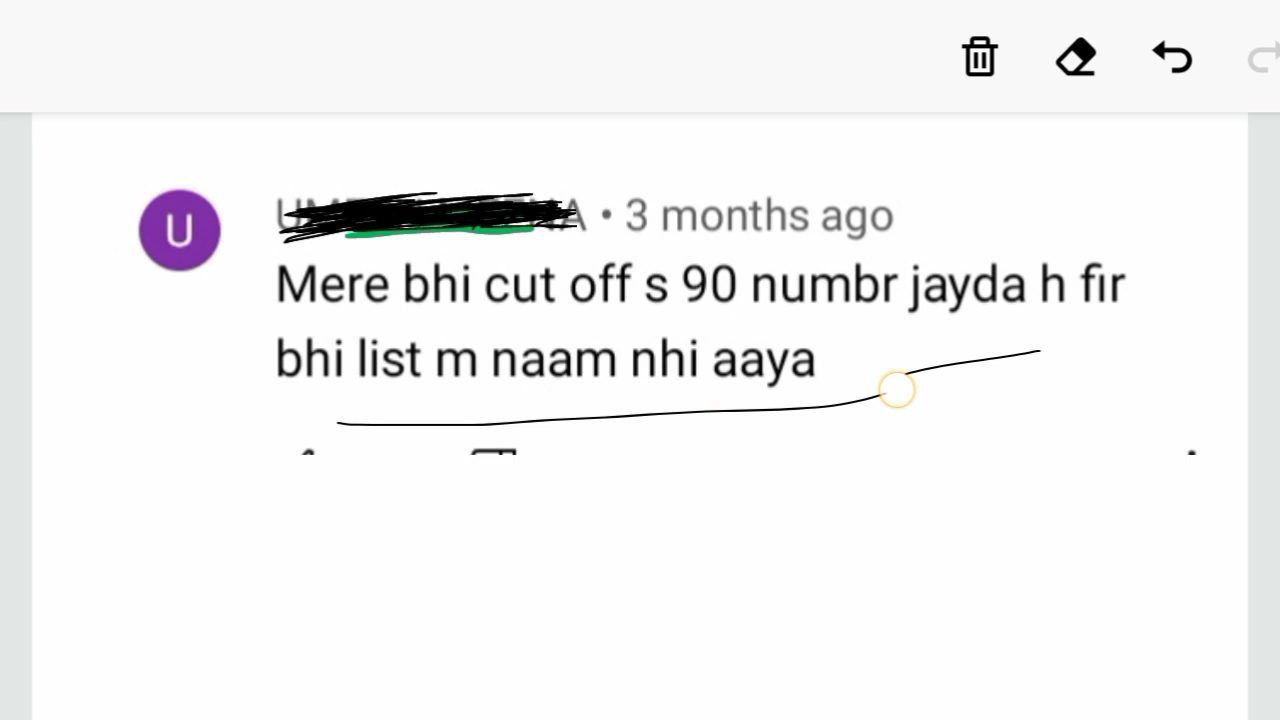 U
• 3 months ago
Mere bhi cut off s 90 numbr jayda h fir
bhi list m naam nhi aaya